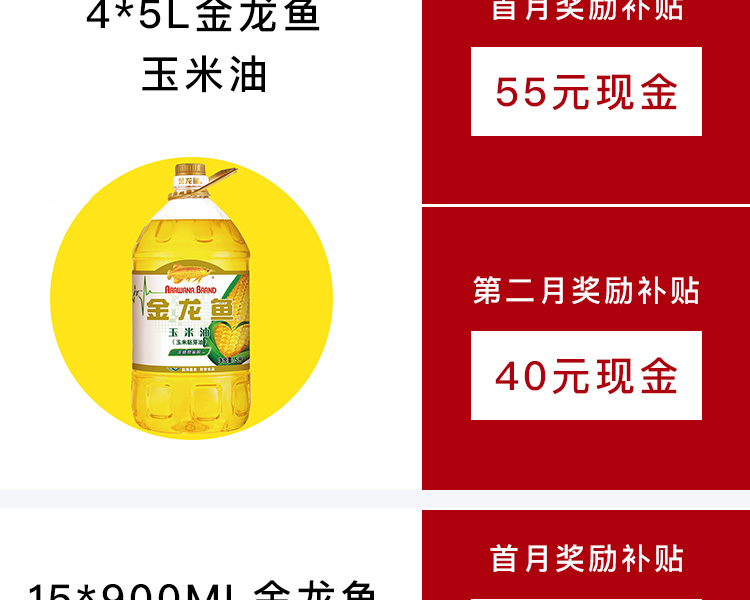 4*5L金龙鱼
玉米油
首月奖励补贴
55元现金
金龙鱼
ARAWANA BRAND
金龙鱼
玉米油
(玉米胚芽油)
第二月奖励补贴
40元现金
15*900ML金龙鱼
首月奖励补贴